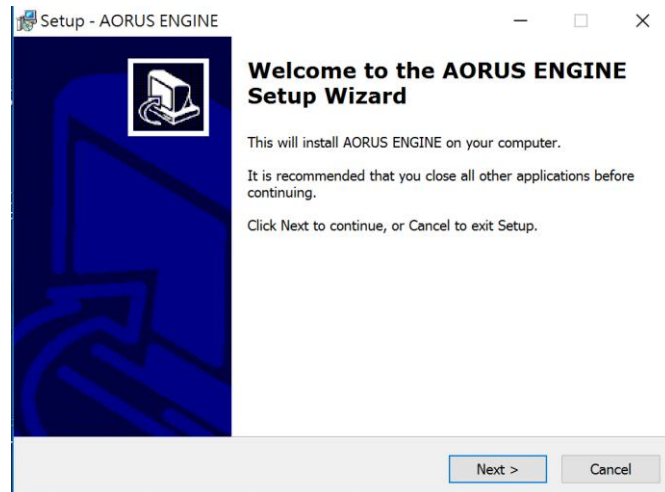 Setup - AORUS ENGINE
Welcome to the AORUS ENGINE
Setup Wizard
This will install AORUS ENGINE on your computer.
It is recommended that you close all other applications before
continuing.
Click Next to continue, or Cancel to exit Setup.
Next >
Cancel